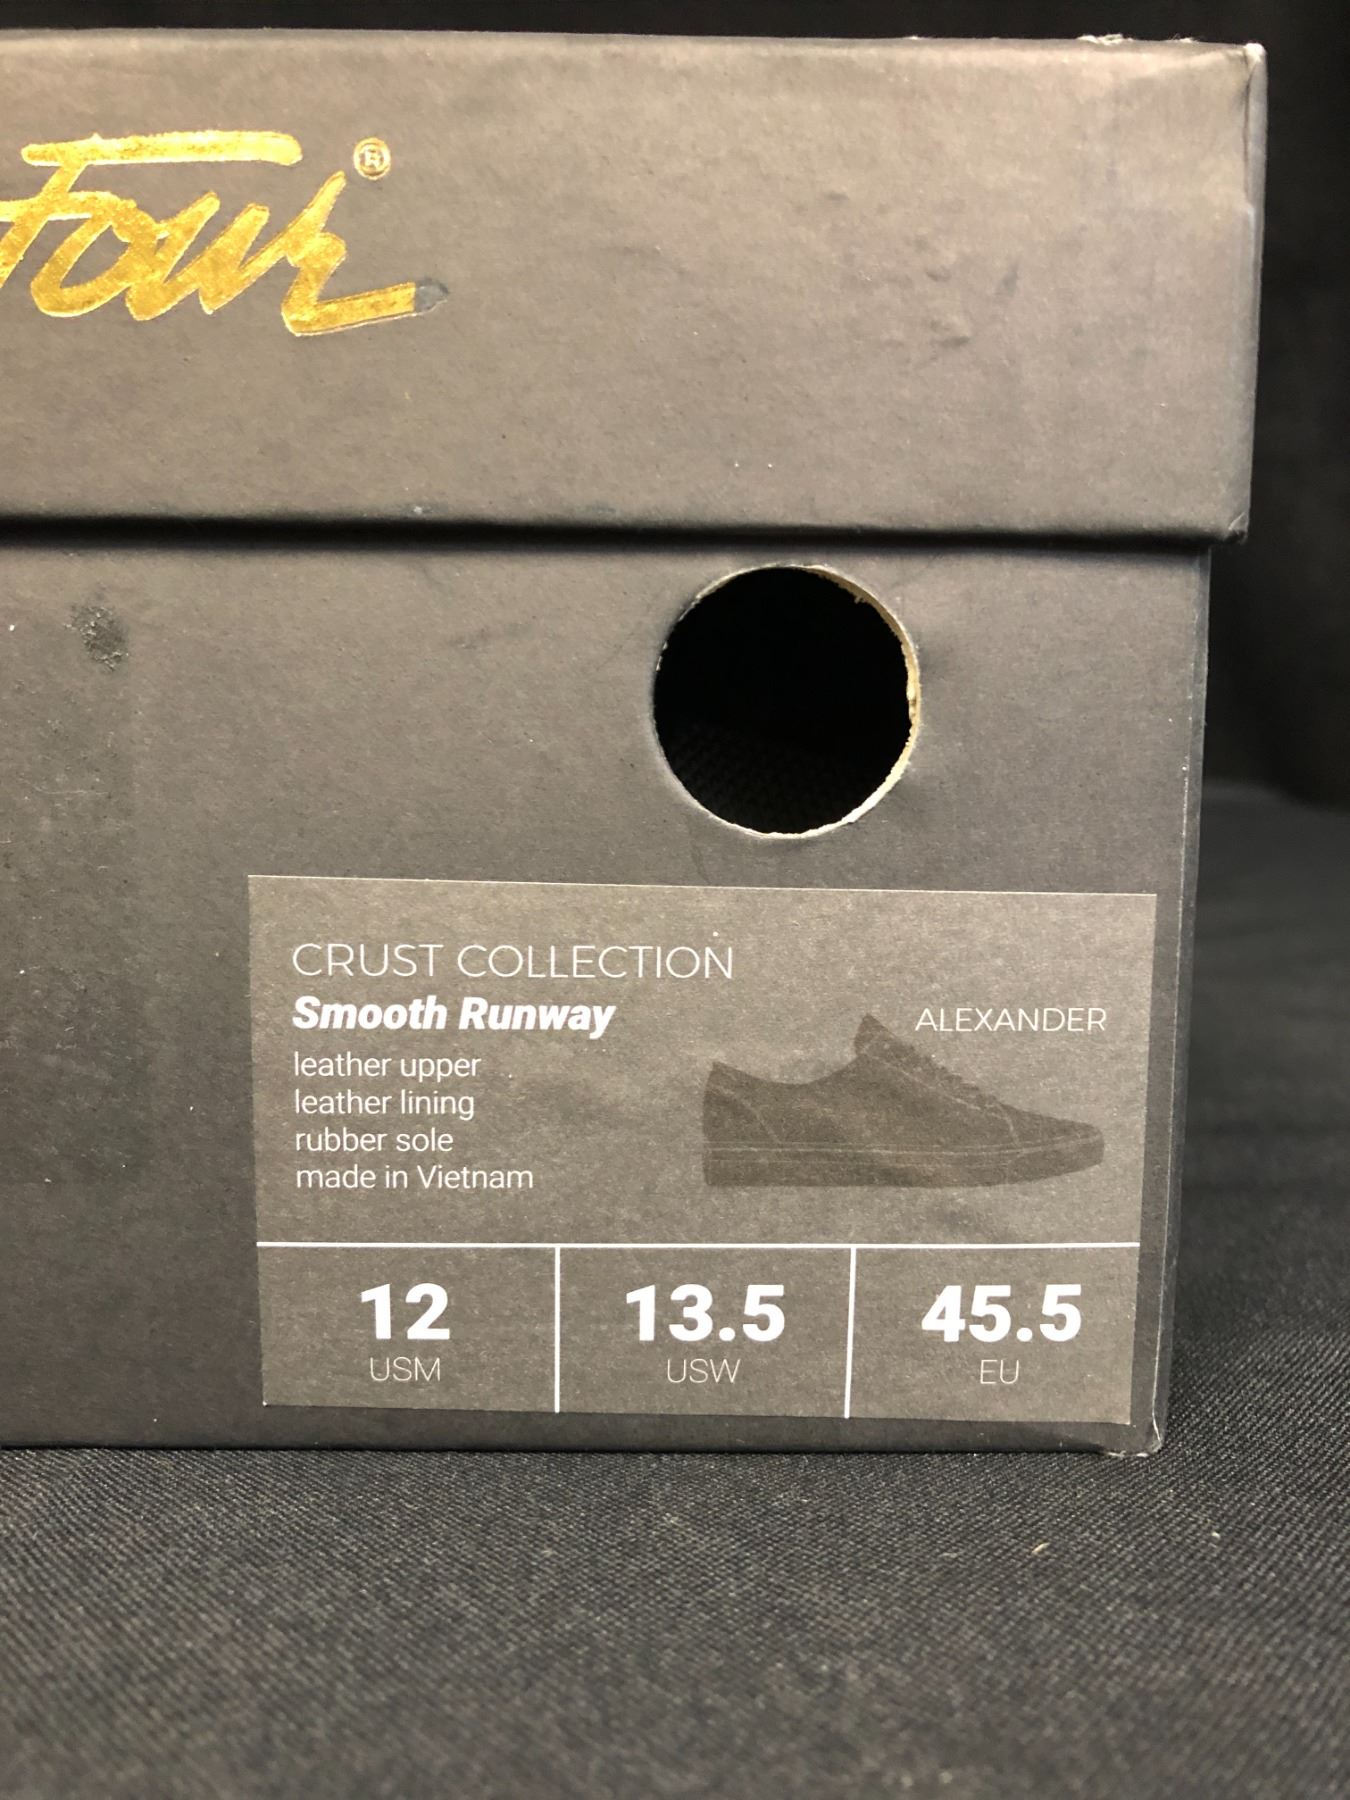 Four®
CRUST COLLECTION
Smooth Runway
ALEXANDER
leather upper
leather lining
rubber sole
made in Vietnam
12
USM
13.5
USW
45.5
EU